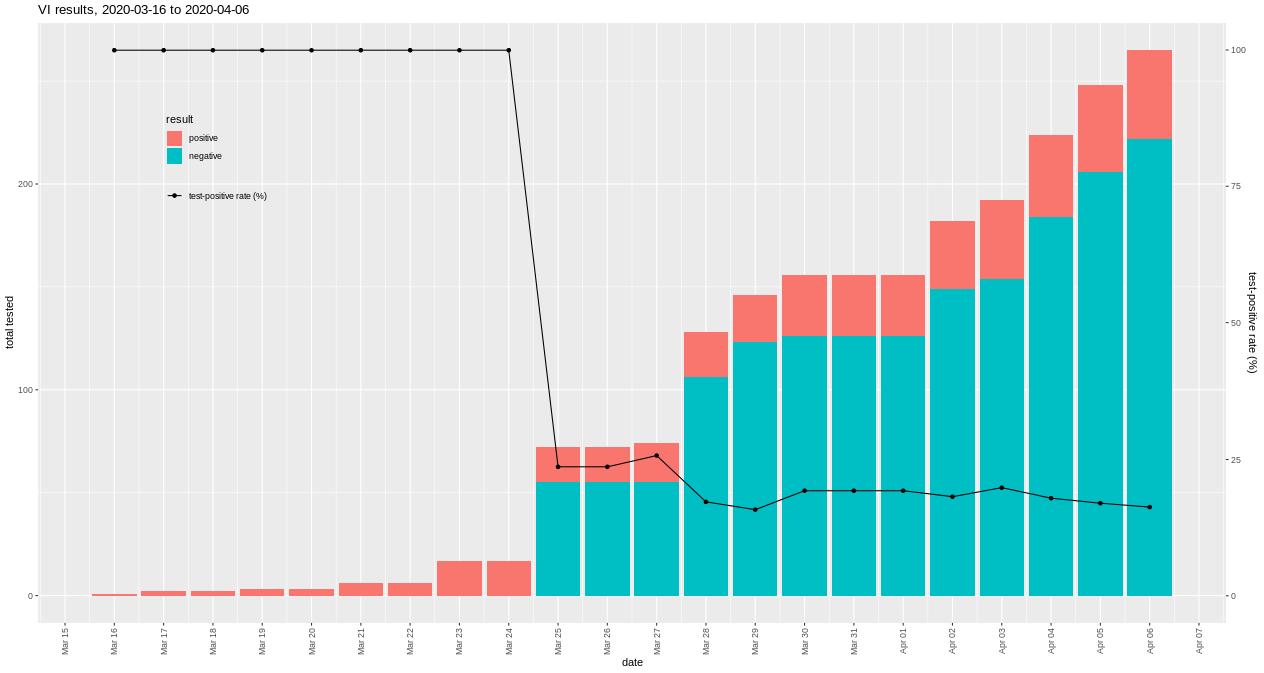 VI results, 2020-03-16 to 2020-04-06
result
positive
negative
test-positive rate (%)
total tested
200
100
0
100
75
50
25
0
test-positive rate (%)
Mar 15
Mar 16
Mar 17
Mar 18
Mar 19
Mar 20
Mar 21
Mar 22
Mar 23
Mar 24
Mar 25
Mar 26
Mar 27
Mar 28
Mar 29
Mar 30
Mar 31
Apr 01
Apr 02
Apr 03
Apr 04
Apr 05
Apr 06
Apr 07
date